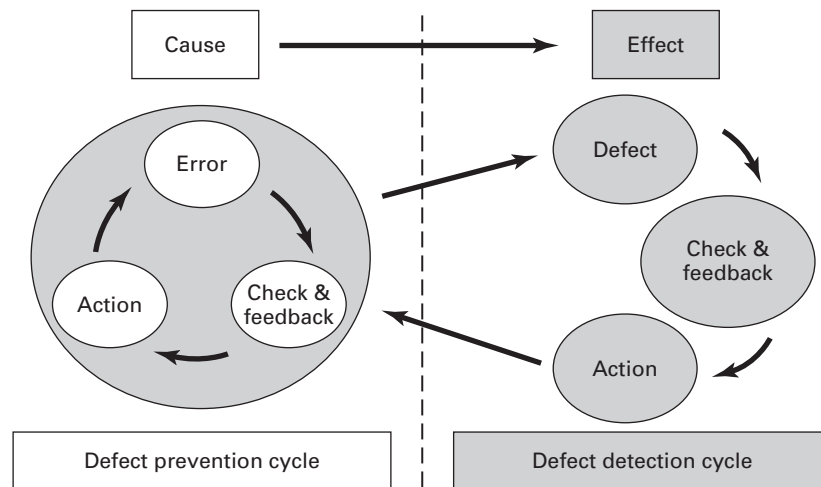 Cause
Effect
Error
Action
Check &
feedback
Defect
Check &
feedback
Action
Defect prevention cycle
Defect detection cycle